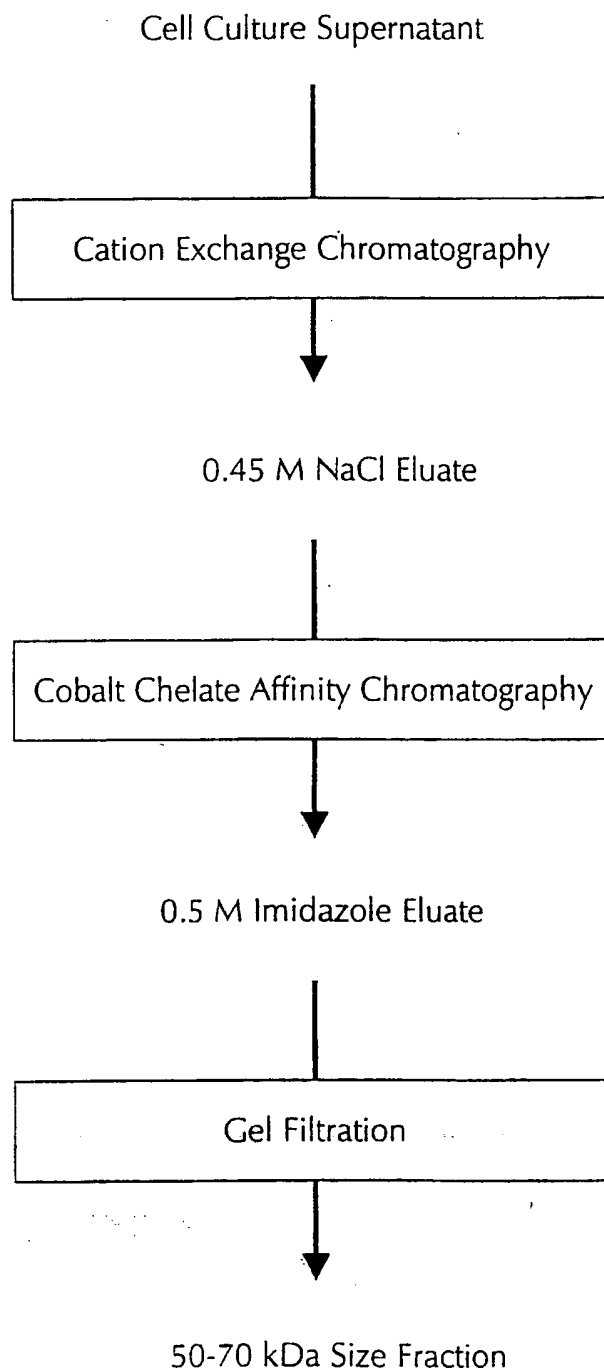 Cell Culture Supernatant
Cation Exchange Chromatography
0.45 M NaCl Eluate
Cobalt Chelate Affinity Chromatography
0.5 M Imidazole Eluate
Gel Filtration
50-70 kDa Size Fraction